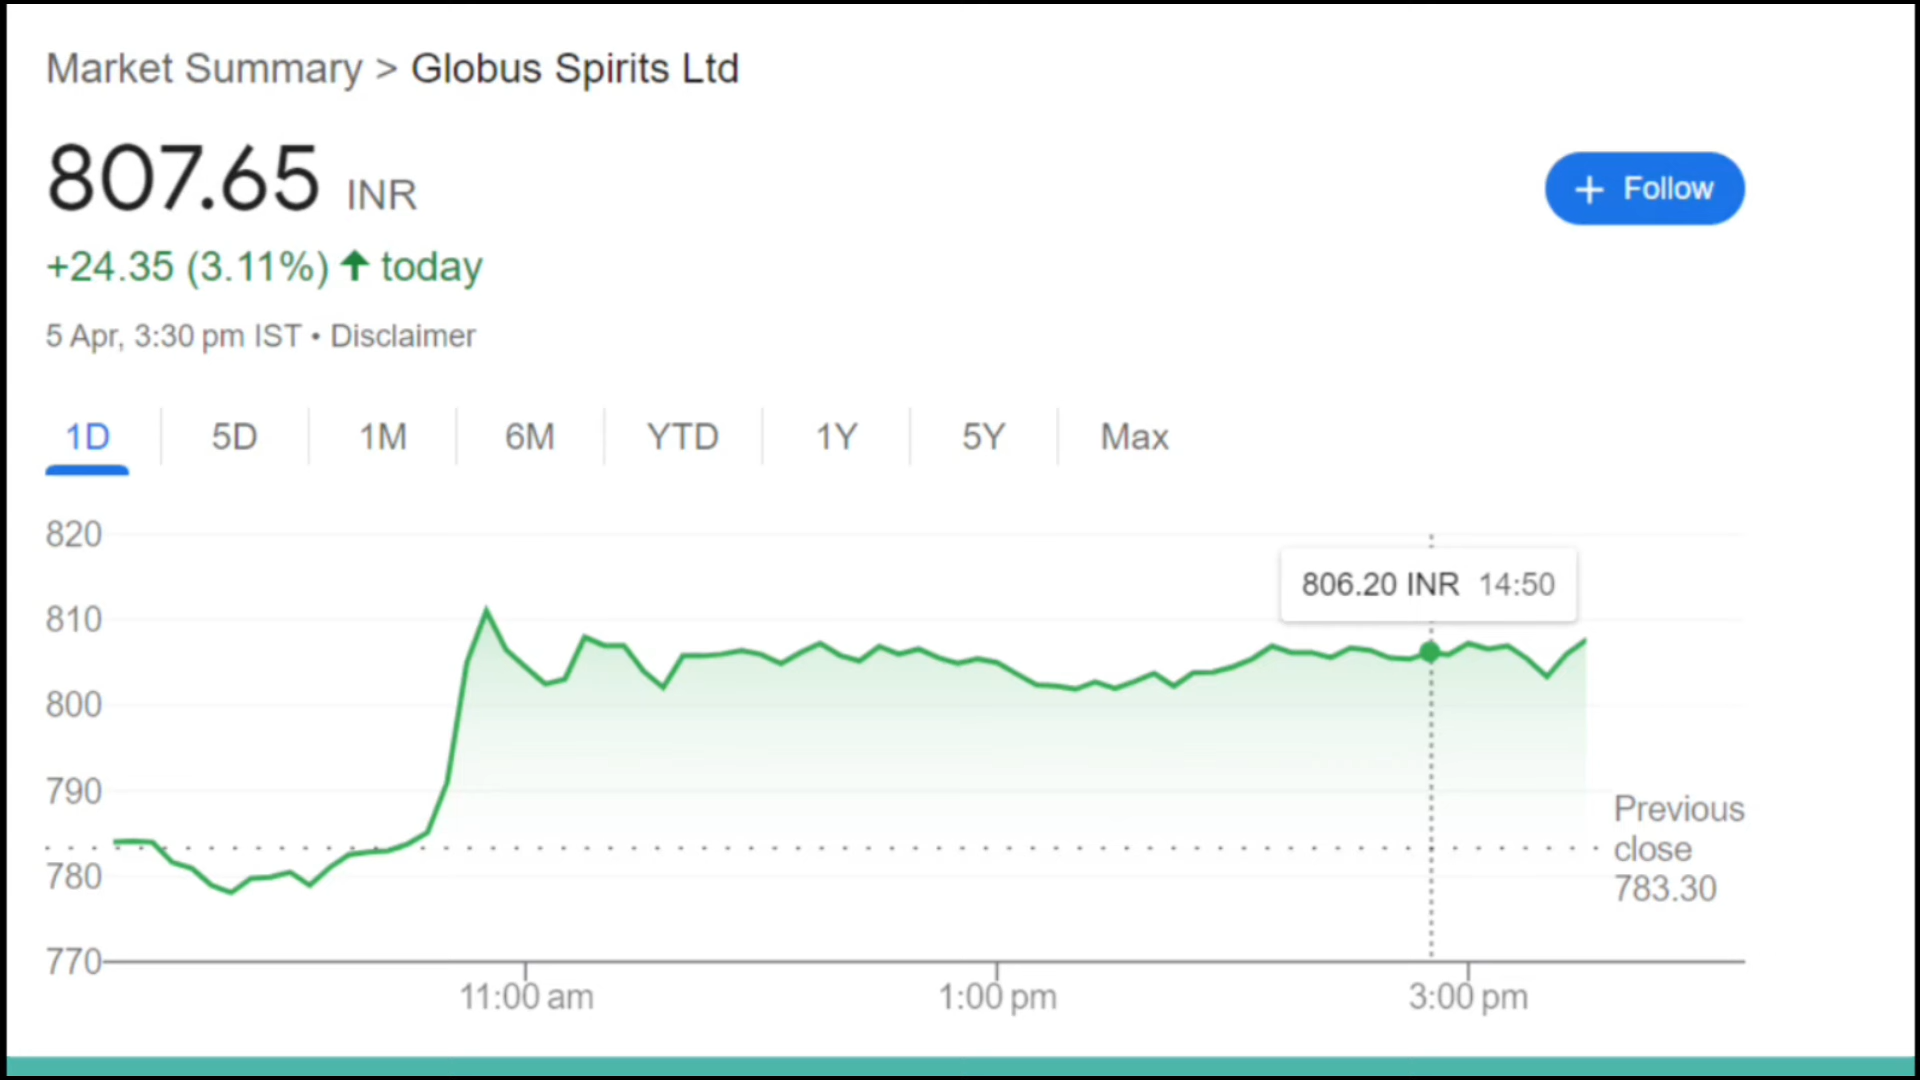 Market Summary > Globus Spirits Ltd
807.65 INR
+ Follow
+24.35 (3.11%) ↑ today
5 Apr, 3:30 pm IST • Disclaimer
1D 5D 1M 6M YTD 1Y 5Y Max
820
806.20 INR 14:50
810
800
790
Previous
close
783.30
780
770
11:00 am 1:00 pm 3:00 pm